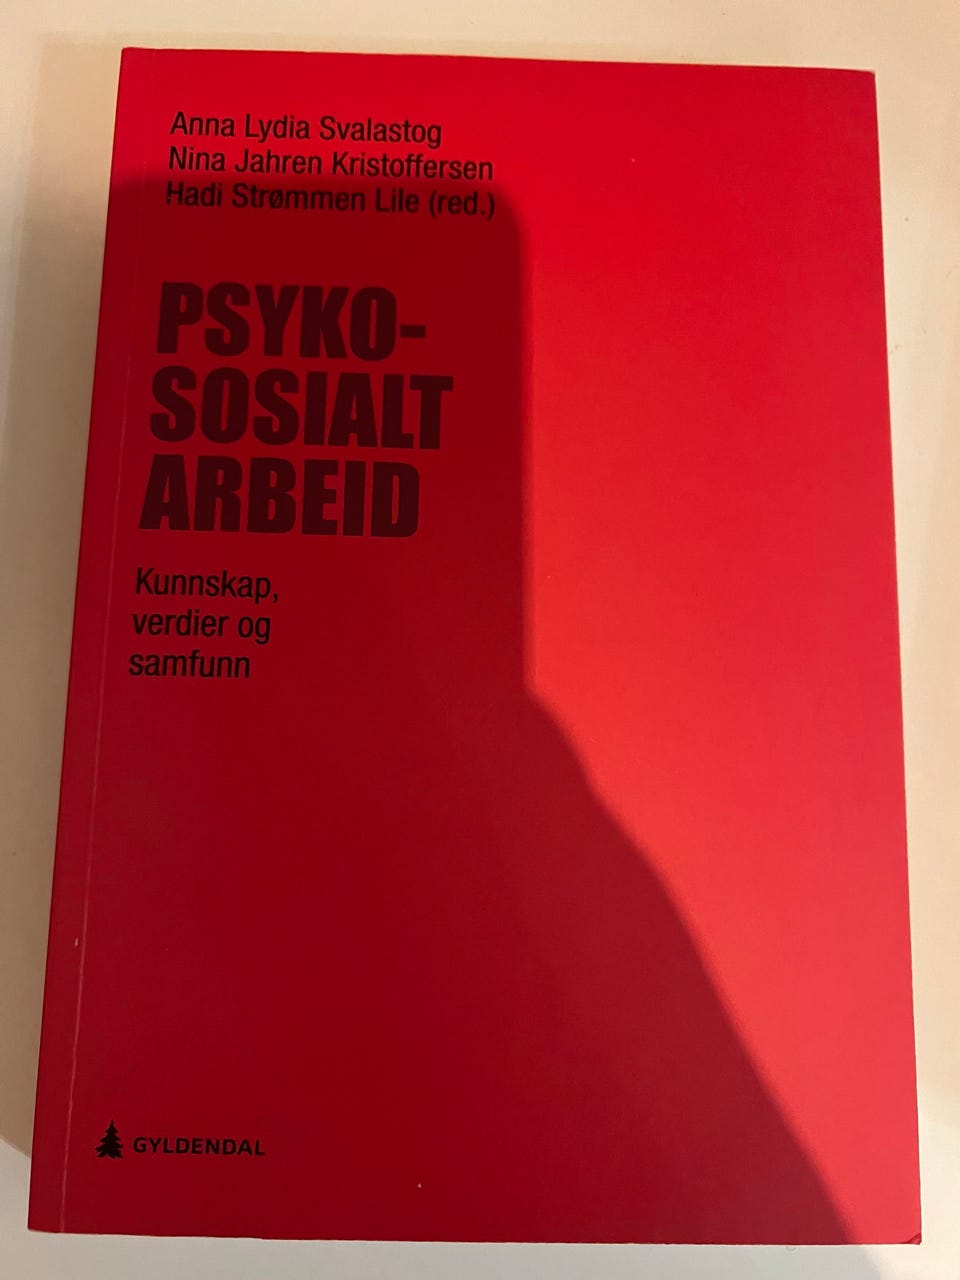 Anna Lydia Svalastog
Nina Jahren Kristoffersen
Hadi Strømmen Lile (red.)
PSYKO-
SOSIALT
ARBEID
Kunnskap,
verdier og
samfunn
GYLDENDAL